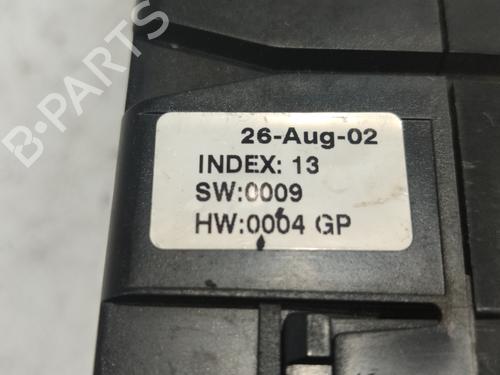 B-PARTS
26-Aug-02
INDEX: 13
SW:0009
HW:0004 GP